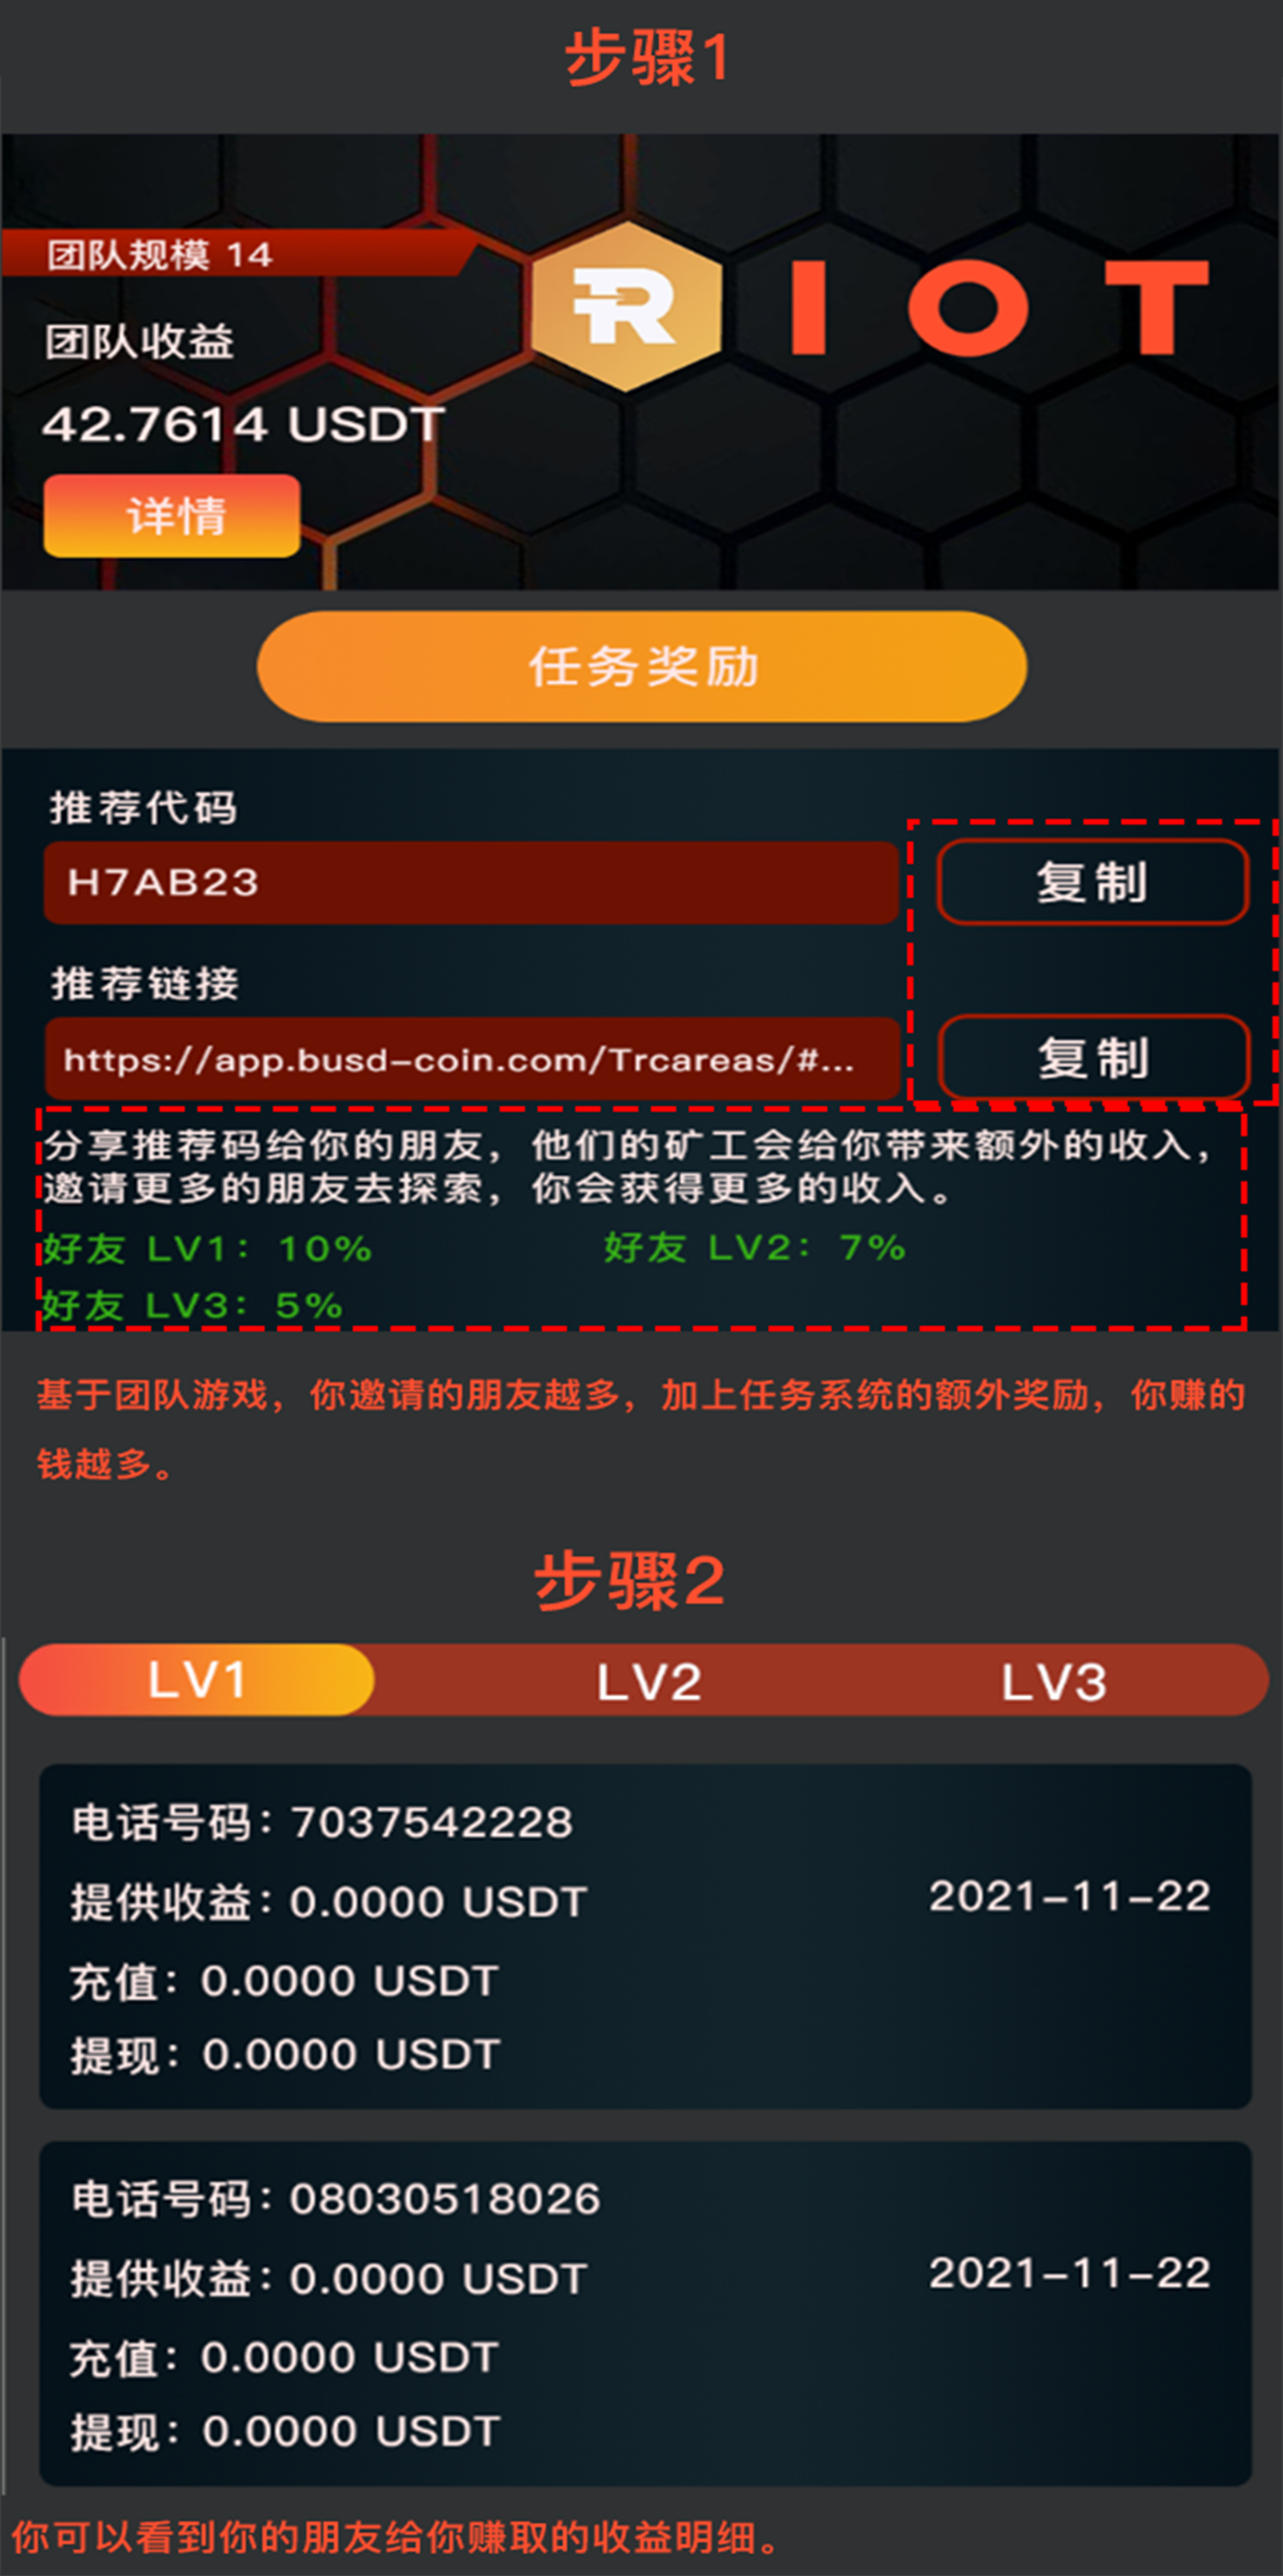 步骤1
团队规模 14
R IOT
团队收益
42.7614 USDT
详情
任务奖励
推荐代码
H7AB23
复制
推荐链接
https://app.busd-coin.com/Trcareas/#...
复制
分享推荐码给你的朋友，他们的矿工会给你带来额外的收入，
邀请更多的朋友去探索，你会获得更多的收入。
好友 LV1：10% 好友 LV2：7%
好友 LV3：5%
基于团队游戏，你邀请的朋友越多，加上任务系统的额外奖励，你赚的
钱越多。
步骤2
LV1 LV2 LV3
电话号码：7037542228
提供收益：0.0000 USDT
2021-11-22
充值：0.0000 USDT
提现：0.0000 USDT
电话号码：08030518026
提供收益：0.0000 USDT
2021-11-22
充值：0.0000 USDT
提现：0.0000 USDT
你可以看到你的朋友给你赚取的收益明细。